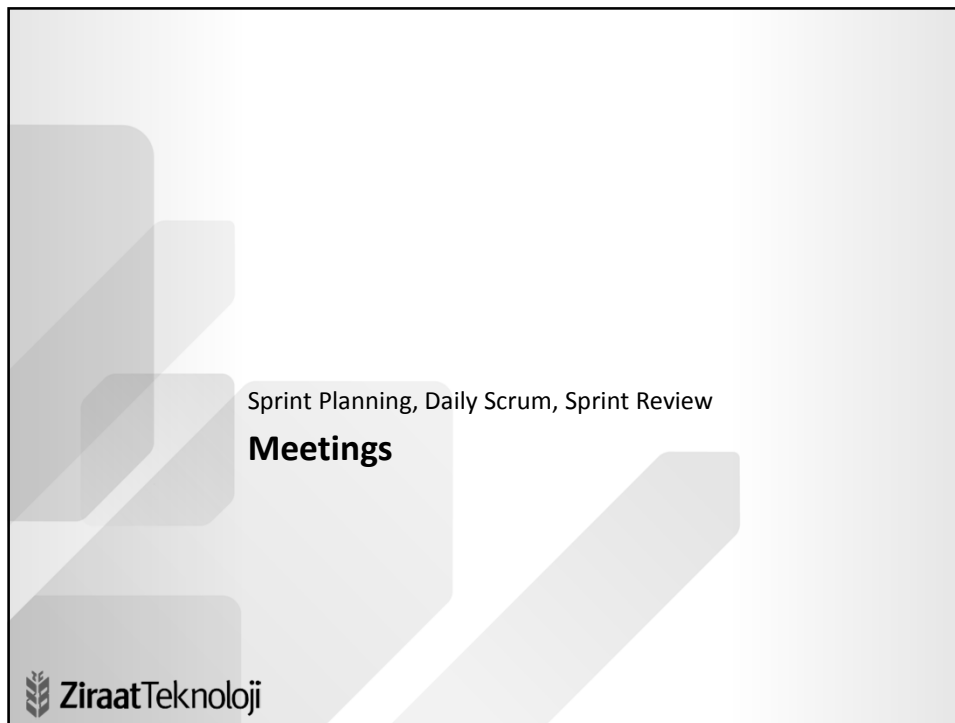 Sprint Planning, Daily Scrum, Sprint Review
Meetings
ZiraatTeknoloji